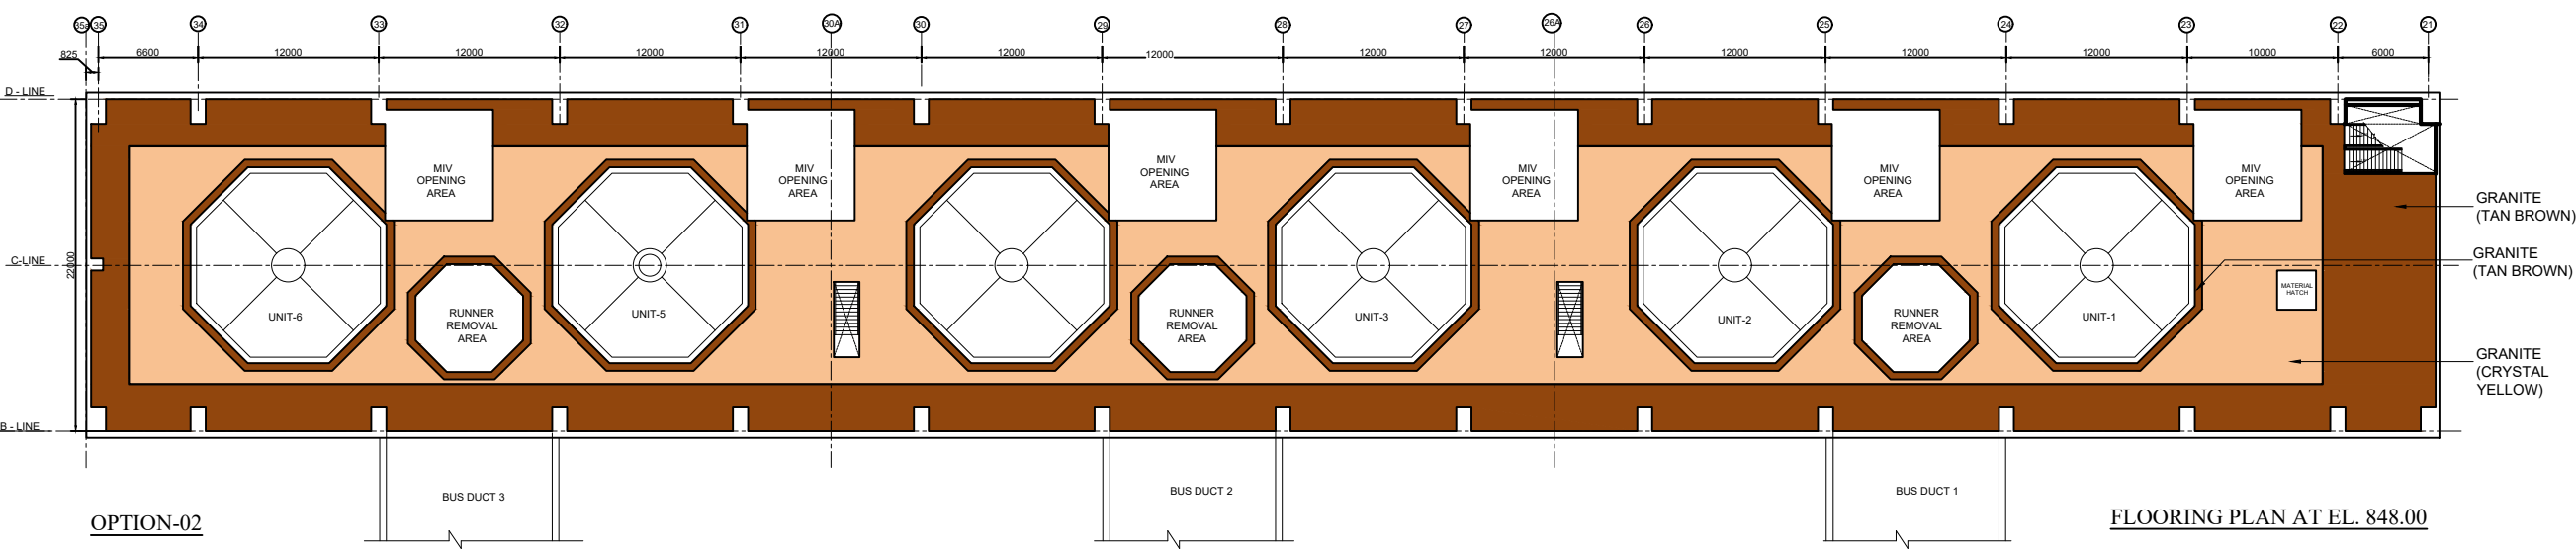 35a 35 34 33 32 31 30A 30 29 28 27 26A 26 25 24 23 22 21
825 6600 12000 12000 12000 12000 12000 12000 12000 12000 12000 12000 12000 10000 6000
D - LINE
C-LINE
B - LINE
22000
MIV
OPENING
AREA
MIV
OPENING
AREA
MIV
OPENING
AREA
MIV
OPENING
AREA
MIV
OPENING
AREA
MIV
OPENING
AREA
GRANITE
(TAN BROWN)
GRANITE
(TAN BROWN)
MATERIAL
HATCH
UNIT-6
RUNNER
REMOVAL
AREA
UNIT-5
RUNNER
REMOVAL
AREA
UNIT-3
UNIT-2
RUNNER
REMOVAL
AREA
UNIT-1
GRANITE
(CRYSTAL
YELLOW)
BUS DUCT 3
BUS DUCT 2
BUS DUCT 1
OPTION-02
FLOORING PLAN AT EL. 848.00